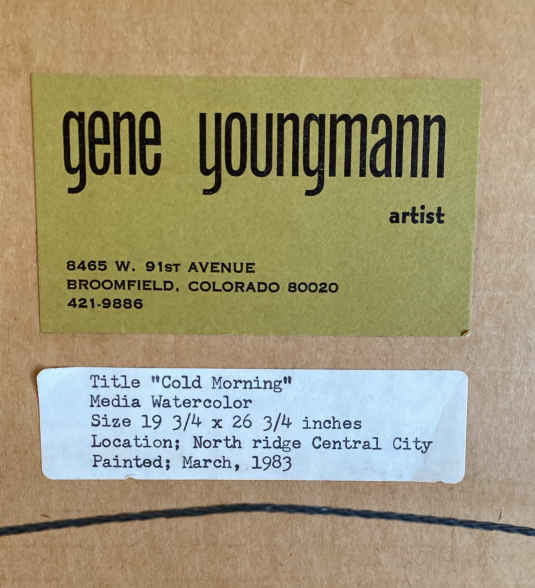 gene youngmann
artist
8465 W. 91ST AVENUE
BROOMFIELD, COLORADO 80020
421-9886
Title "Cold Morning"
Media Watercolor
Size 19 3/4 x 26 3/4 inches
Location; North ridge Central City
Painted; March, 1983